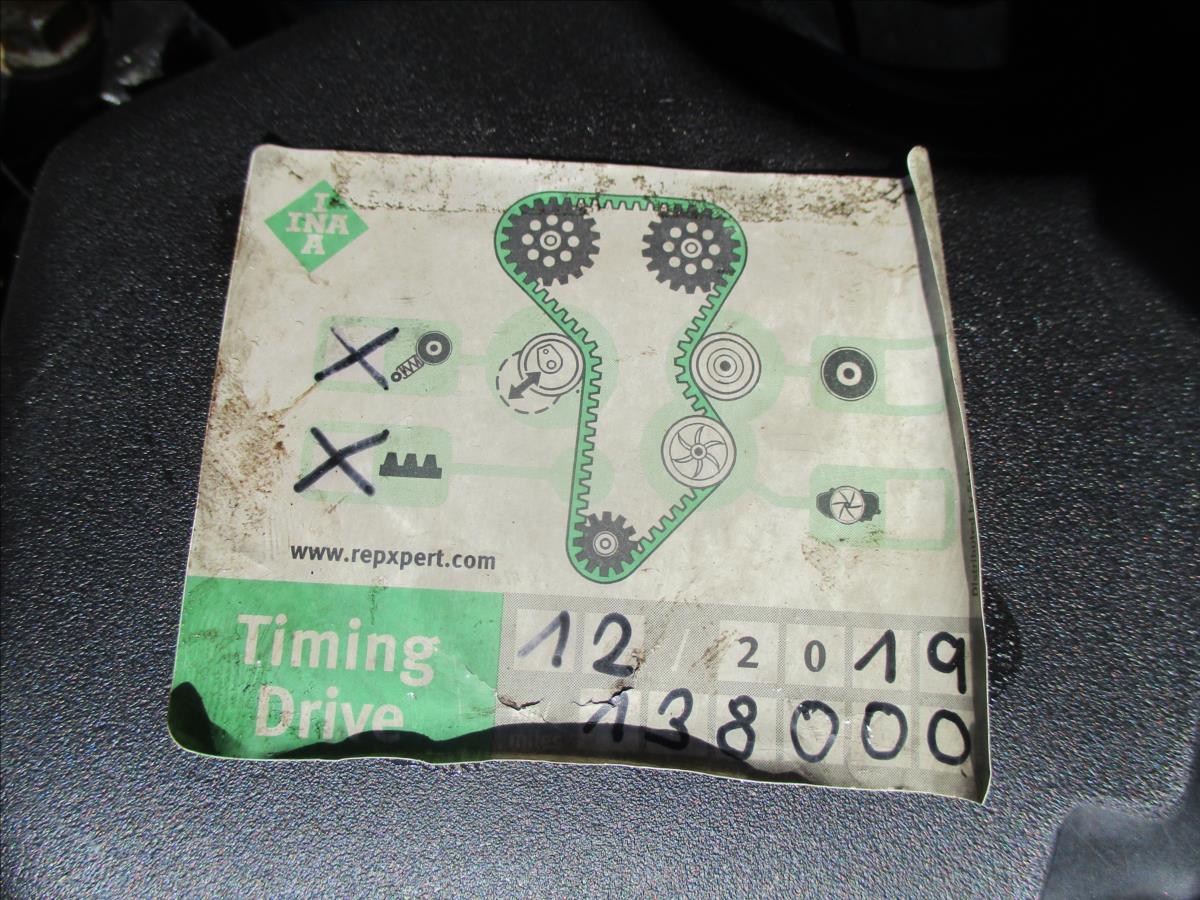 I
INA
A
X
X
www.repxpert.com
Timing
Drive
12 / 2019
138000